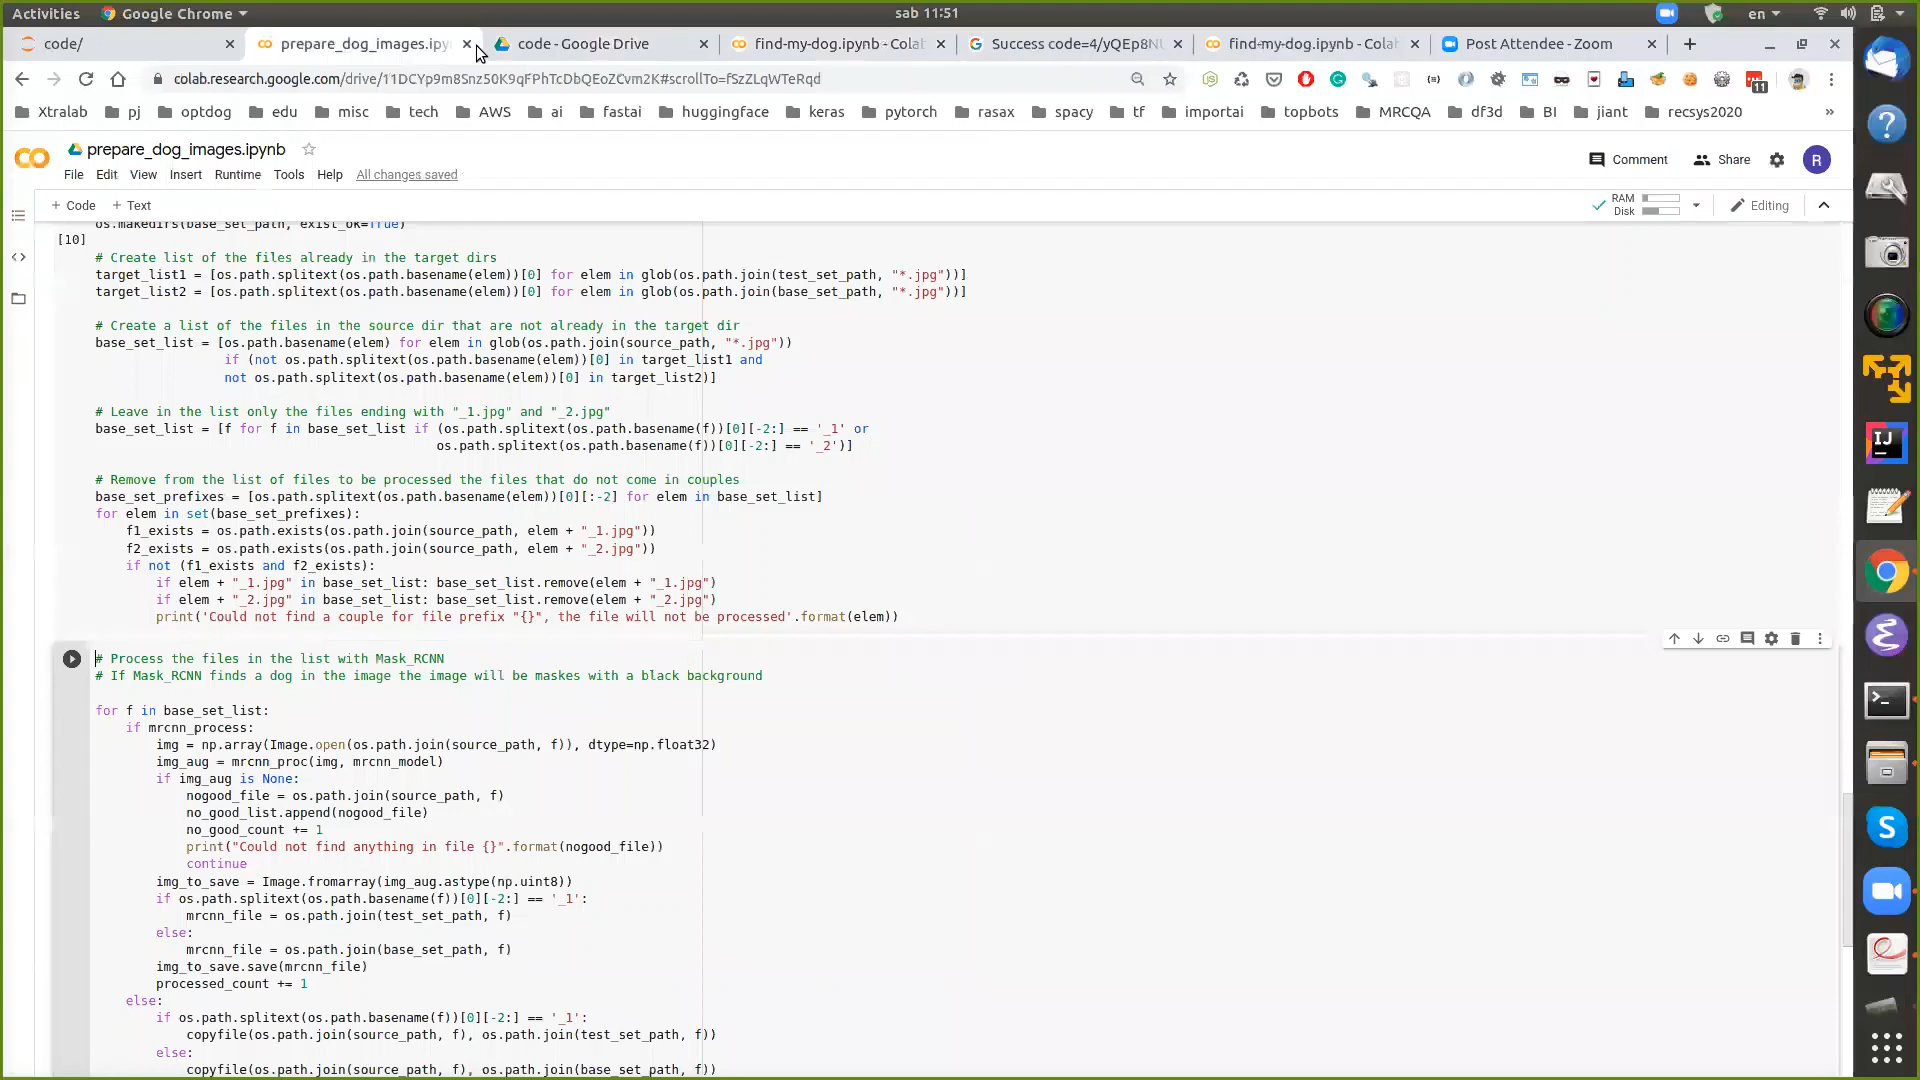 Activities
Google Chrome
sab 11:51
en
code/
prepare_dog_images.ipy
code - Google Drive
find-my-dog.ipynb - Colab
Success code=4/yQEp8NU
find-my-dog.ipynb - Colab
Post Attendee - Zoom
colab.research.google.com/drive/11DCYp9m8Snz50K9qFPhTcDbQEoZCvm2K#scrollTo=fSzZLqWTeRqd
11
Xtralab
pj
optdog
edu
misc
tech
AWS
ai
fastai
huggingface
keras
pytorch
rasax
spacy
tf
importai
topbots
MRCQA
df3d
BI
jiant
recsys2020
»
CO
prepare_dog_images.ipynb
Comment
Share
R
File Edit View Insert Runtime Tools Help All changes saved
+ Code + Text
RAM
Disk
Editing
os.makedirs(base_set_path, exist_ok=True)
[10]
# Create list of the files already in the target dirs
target_list1 = [os.path.splitext(os.path.basename(elem))[0] for elem in glob(os.path.join(test_set_path, "*.jpg"))]
target_list2 = [os.path.splitext(os.path.basename(elem))[0] for elem in glob(os.path.join(base_set_path, "*.jpg"))]
# Create a list of the files in the source dir that are not already in the target dir
base_set_list = [os.path.basename(elem) for elem in glob(os.path.join(source_path, "*.jpg"))
if (not os.path.splitext(os.path.basename(elem))[0] in target_list1 and
not os.path.splitext(os.path.basename(elem))[0] in target_list2)]
# Leave in the list only the files ending with "_1.jpg" and "_2.jpg"
base_set_list = [f for f in base_set_list if (os.path.splitext(os.path.basename(f))[0][-2:] == '_1' or
os.path.splitext(os.path.basename(f))[0][-2:] == '_2')]
# Remove from the list of files to be processed the files that do not come in couples
base_set_prefixes = [os.path.splitext(os.path.basename(elem))[0][:-2] for elem in base_set_list]
for elem in set(base_set_prefixes):
f1_exists = os.path.exists(os.path.join(source_path, elem + "_1.jpg"))
f2_exists = os.path.exists(os.path.join(source_path, elem + "_2.jpg"))
if not (f1_exists and f2_exists):
if elem + "_1.jpg" in base_set_list: base_set_list.remove(elem + "_1.jpg")
if elem + "_2.jpg" in base_set_list: base_set_list.remove(elem + "_2.jpg")
print('Could not find a couple for file prefix "{}", the file will not be processed'.format(elem))
# Process the files in the list with Mask_RCNN
# If Mask_RCNN finds a dog in the image the image will be maskes with a black background
for f in base_set_list:
if mrcnn_process:
img = np.array(Image.open(os.path.join(source_path, f)), dtype=np.float32)
img_aug = mrcnn_proc(img, mrcnn_model)
if img_aug is None:
nogood_file = os.path.join(source_path, f)
no_good_list.append(nogood_file)
no_good_count += 1
print("Could not find anything in file {}".format(nogood_file))
continue
img_to_save = Image.fromarray(img_aug.astype(np.uint8))
if os.path.splitext(os.path.basename(f))[0][-2:] == '_1':
mrcnn_file = os.path.join(test_set_path, f)
else:
mrcnn_file = os.path.join(base_set_path, f)
img_to_save.save(mrcnn_file)
processed_count += 1
else:
if os.path.splitext(os.path.basename(f))[0][-2:] == '_1':
copyfile(os.path.join(source_path, f), os.path.join(test_set_path, f))
else:
copyfile(os.path.join(source_path, f), os.path.join(base_set_path, f))